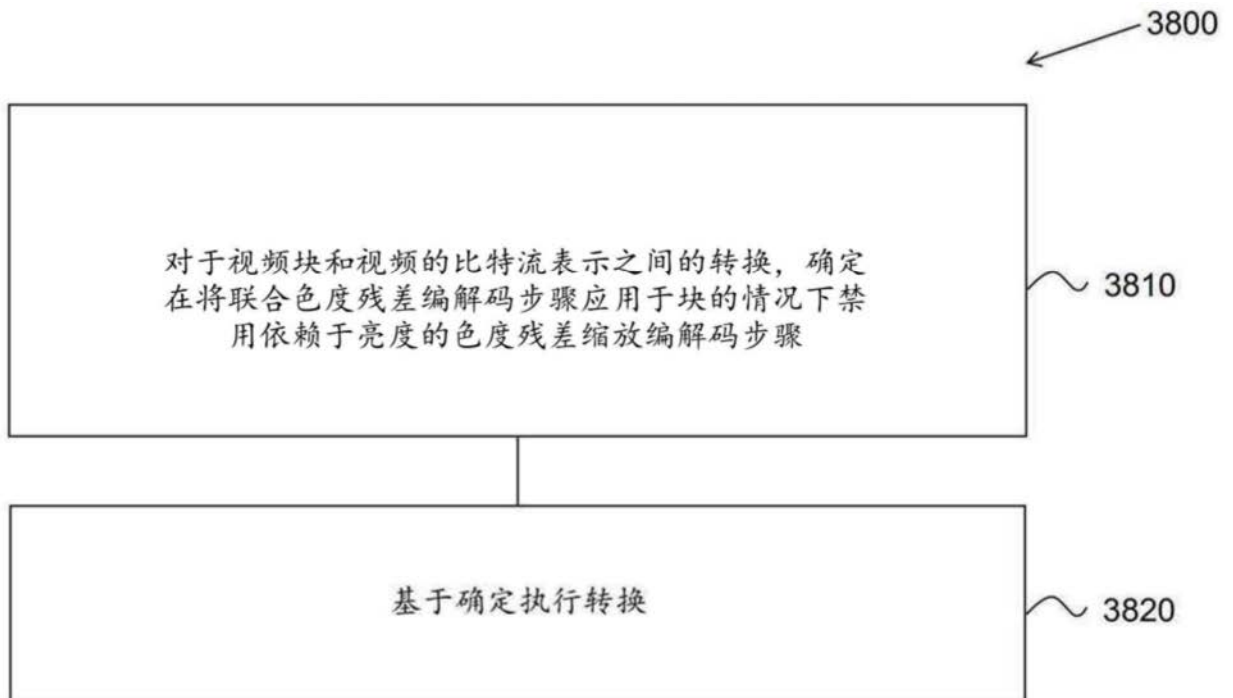 3800
对于视频块和视频的比特流表示之间的转换，确定
在将联合色度残差编解码步骤应用于块的情况下禁
用依赖于亮度的色度残差缩放编解码步骤
3810
基于确定执行转换
3820